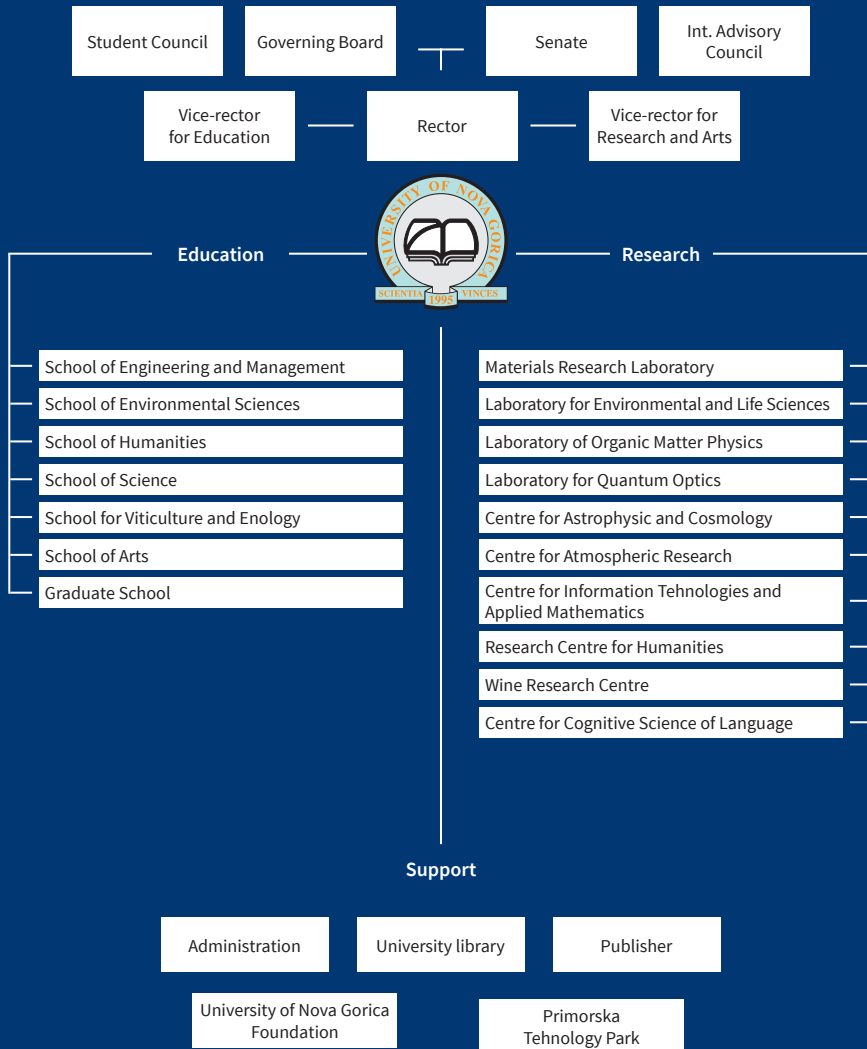 Student Council
Governing Board
Senate
Int. Advisory
Council
Vice-rector
for Education
Rector
Vice-rector for
Research and Arts
UNIVERSITY OF NOVA GORICA
SCIENTIA
1995
VINCES
Education
Research
School of Engineering and Management
School of Environmental Sciences
School of Humanities
School of Science
School for Viticulture and Enology
School of Arts
Graduate School
Materials Research Laboratory
Laboratory for Environmental and Life Sciences
Laboratory of Organic Matter Physics
Laboratory for Quantum Optics
Centre for Astrophysic and Cosmology
Centre for Atmospheric Research
Centre for Information Tehnologies and
Applied Mathematics
Research Centre for Humanities
Wine Research Centre
Centre for Cognitive Science of Language
Support
Administration
University library
Publisher
University of Nova Gorica
Foundation
Primorska
Tehnology Park